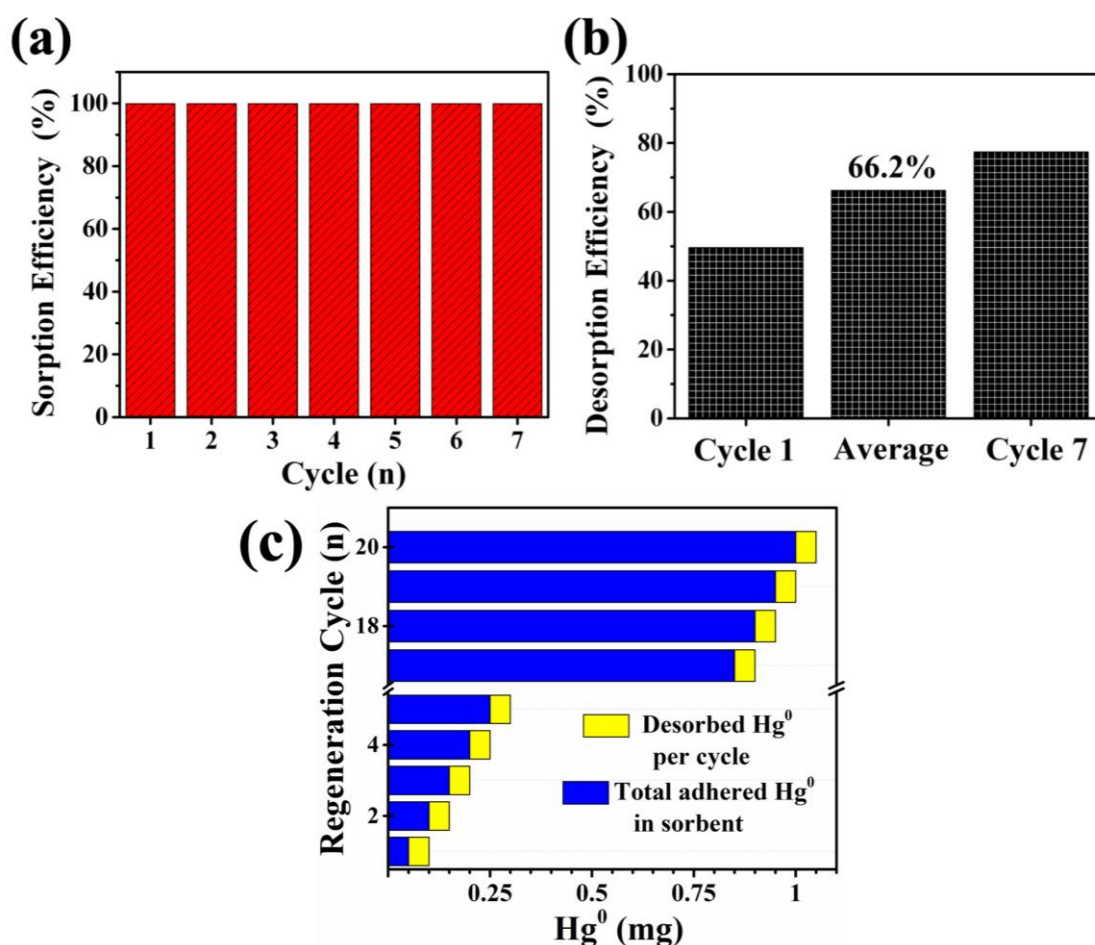 (a)
Sorption Efficiency (%)
100
80
60
40
20
0
1 2 3 4 5 6 7
Cycle (n)
(b)
Desorption Efficiency (%)
100
80
60
40
20
0
66.2%
Cycle 1 Average Cycle 7
(c)
Regeneration Cycle (n)
20
18
4
2
Desorbed Hg⁰
per cycle
Total adhered Hg⁰
in sorbent
0.25 0.5 0.75 1
Hg⁰ (mg)